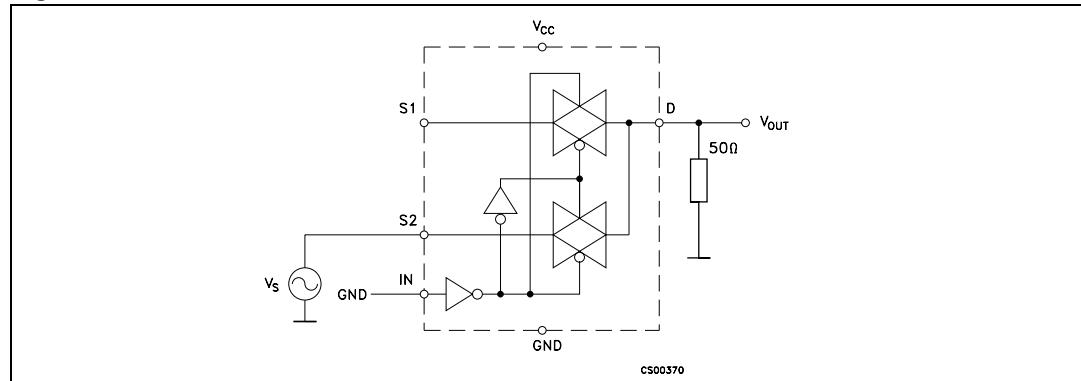 VCC
S1
D
VOUT
50Ω
S2
VS
IN
GND
GND
CS00370